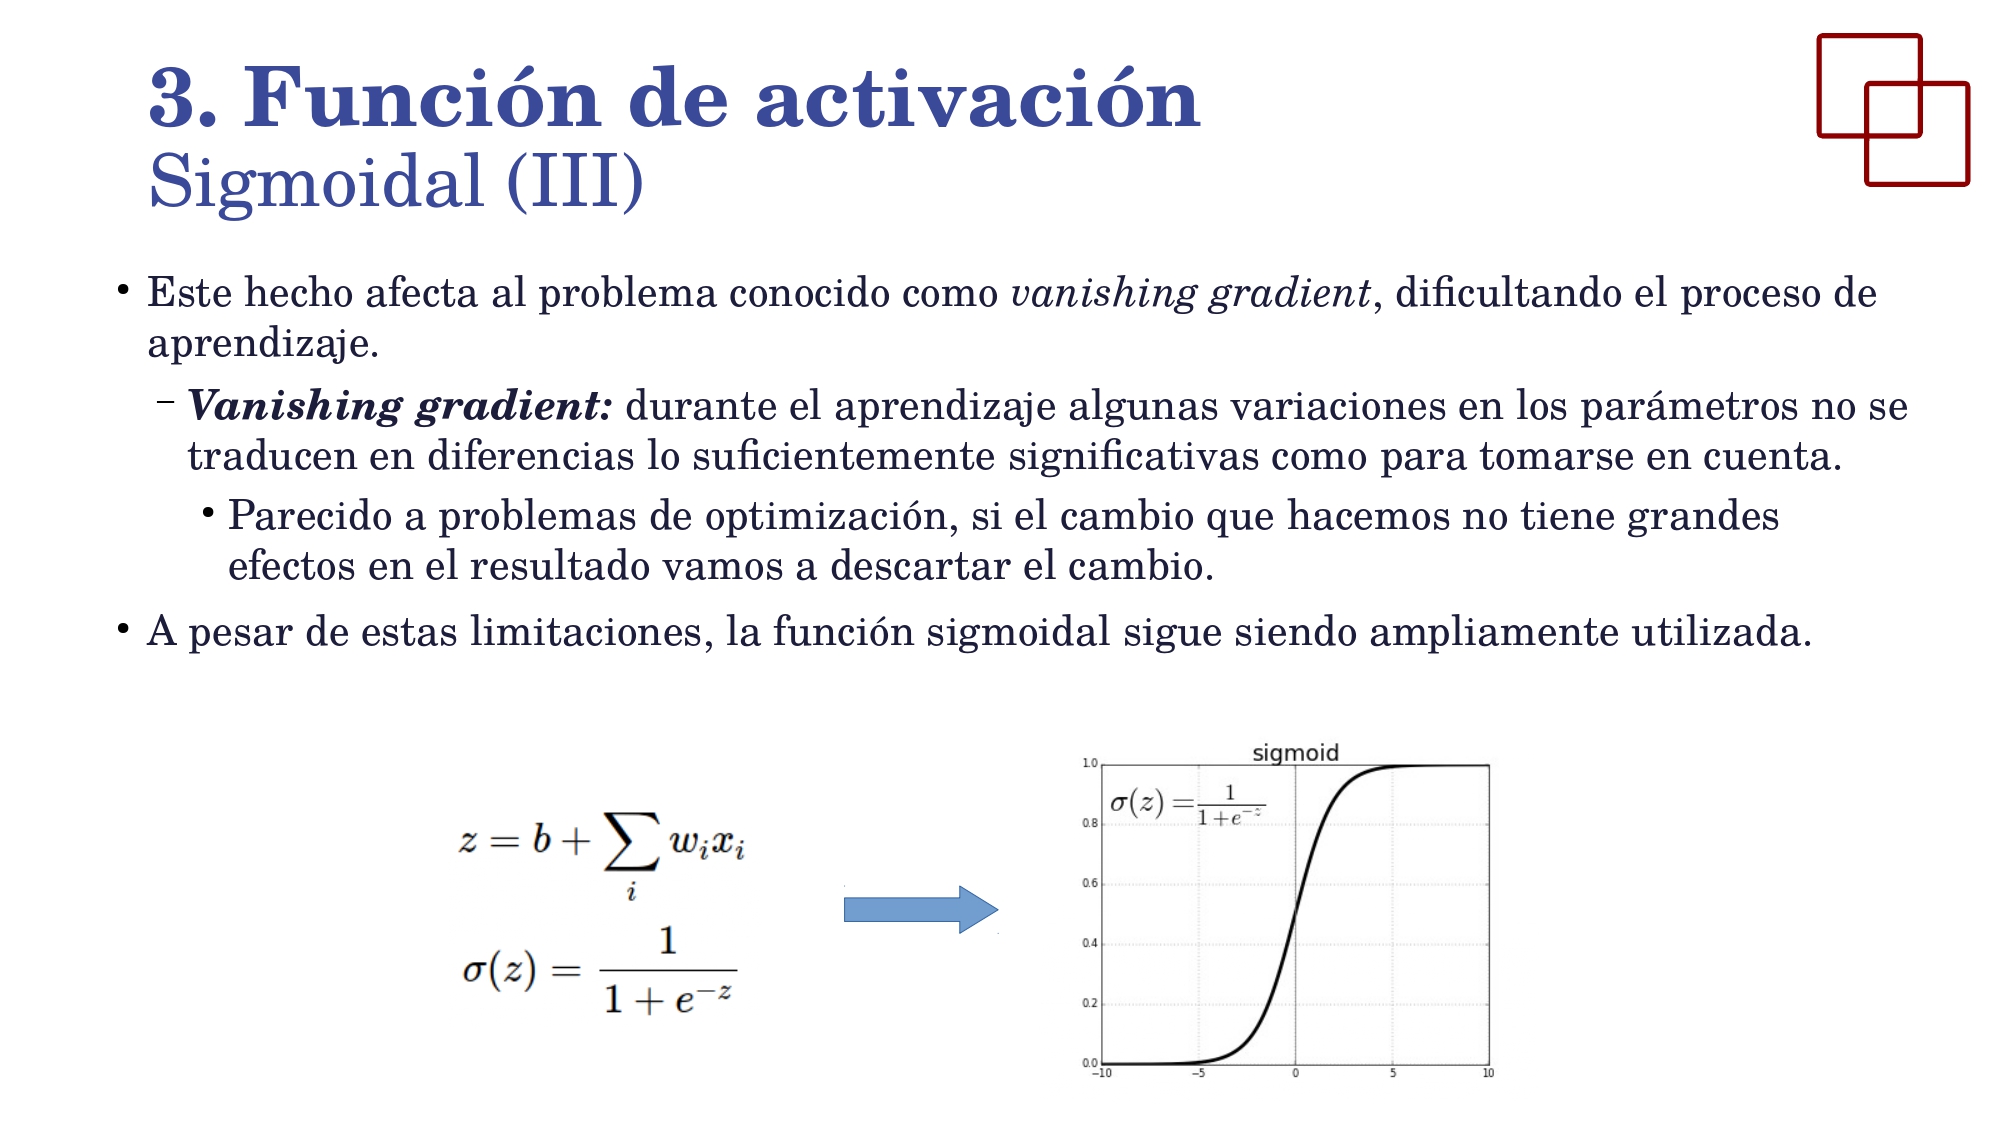 3. Función de activación
Sigmoidal (III)
• Este hecho afecta al problema conocido como vanishing gradient, dificultando el proceso de
aprendizaje.
– Vanishing gradient: durante el aprendizaje algunas variaciones en los parámetros no se
traducen en diferencias lo suficientemente significativas como para tomarse en cuenta.
• Parecido a problemas de optimización, si el cambio que hacemos no tiene grandes
efectos en el resultado vamos a descartar el cambio.
• A pesar de estas limitaciones, la función sigmoidal sigue siendo ampliamente utilizada.
z = b + ∑ w_i x_i
i
σ(z) = 1 / (1 + e^{−z})
sigmoid
σ(z) = 1 / (1 + e^{−z})
1.0
0.8
0.6
0.4
0.2
0.0
−10 −5 0 5 10